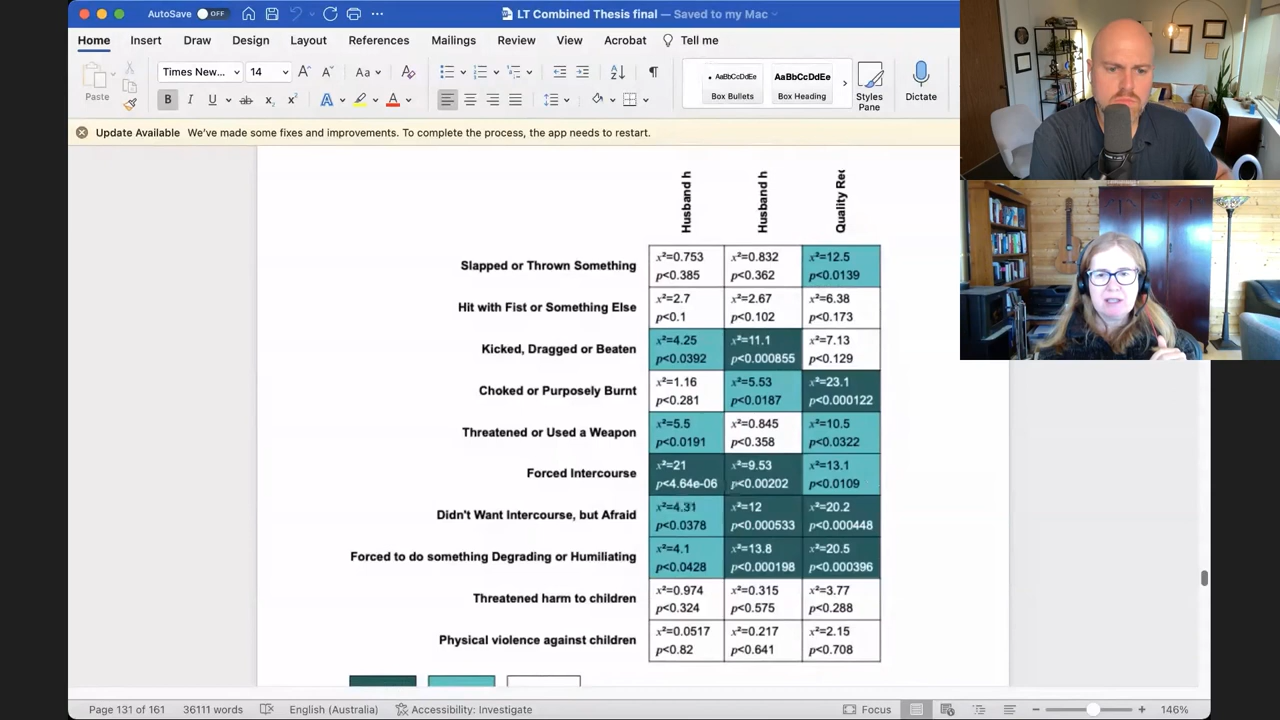 AutoSave OFF LT Combined Thesis final — Saved to my Mac
Home Insert Draw Design Layout References Mailings Review View Acrobat Tell me
Paste
Times New... 14
Aa
B I U ab x₂ x²
A
AaBbCcDdEe AaBbCcDdEe
Box Bullets Box Heading
Styles Pane
Dictate
Update Available We've made some fixes and improvements. To complete the process, the app needs to restart.
Husband h Husband h Quality Rec
Slapped or Thrown Something x²=0.753 x²=0.832 x²=12.5
p<0.385 p<0.362 p<0.0139
Hit with Fist or Something Else x²=2.7 x²=2.67 x²=6.38
p<0.1 p<0.102 p<0.173
Kicked, Dragged or Beaten x²=4.25 x²=11.1 x²=7.13
p<0.0392 p<0.000855 p<0.129
Choked or Purposely Burnt x²=1.16 x²=5.53 x²=23.1
p<0.281 p<0.0187 p<0.000122
Threatened or Used a Weapon x²=5.5 x²=0.845 x²=10.5
p<0.0191 p<0.358 p<0.0322
Forced Intercourse x²=21 x²=9.53 x²=13.1
p<4.64e-06 p<0.00202 p<0.0109
Didn't Want Intercourse, but Afraid x²=4.31 x²=12 x²=20.2
p<0.0378 p<0.000533 p<0.000448
Forced to do something Degrading or Humiliating x²=4.1 x²=13.8 x²=20.5
p<0.0428 p<0.000198 p<0.000396
Threatened harm to children x²=0.974 x²=0.315 x²=3.77
p<0.324 p<0.575 p<0.288
Physical violence against children x²=0.0517 x²=0.217 x²=2.15
p<0.82 p<0.641 p<0.708
Page 131 of 161 36111 words English (Australia) Accessibility: Investigate Focus 146%